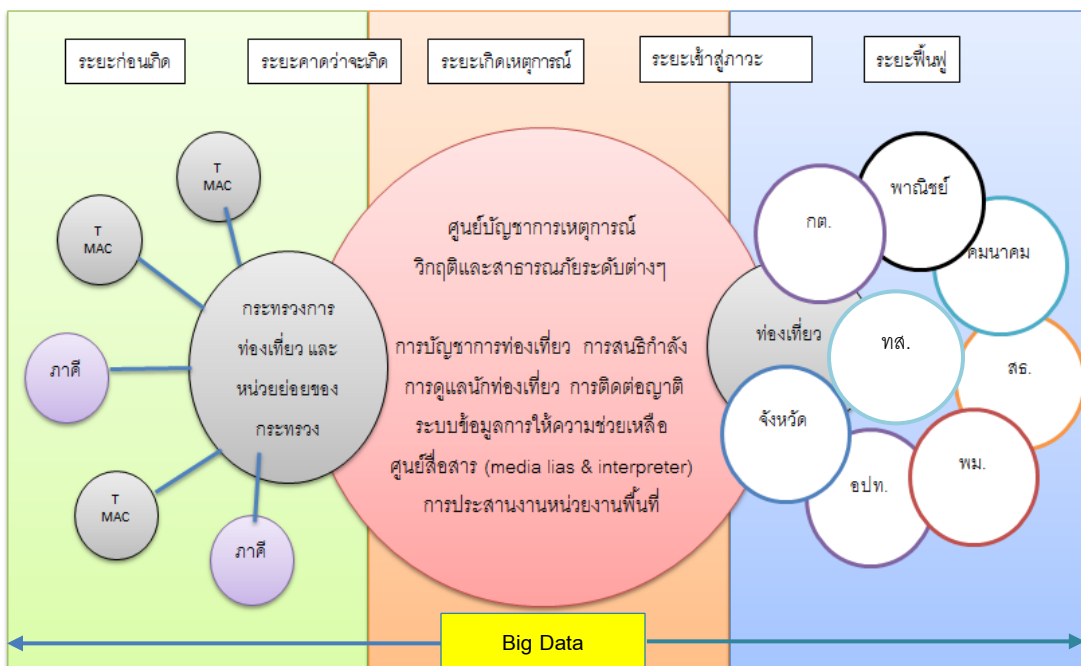 ระยะก่อนเกิด
ระยะคาดว่าจะเกิด
ระยะเกิดเหตุการณ์
ระยะเข้าสู่ภาวะ
ระยะฟื้นฟู
T
MAC
T
MAC
ภาคี
T
MAC
ภาคี
กระทรวงการ
ท่องเที่ยว และ
หน่วยย่อยของ
กระทรวง
ศูนย์บัญชาการเหตุการณ์
วิกฤติและสาธารณภัยระดับต่างๆ
การบัญชาการท่องเที่ยว การสนธิกำลัง
การดูแลนักท่องเที่ยว การติดต่อญาติ
ระบบข้อมูลการให้ความช่วยเหลือ
ศูนย์สื่อสาร (media lias & interpreter)
การประสานงานหน่วยงานพื้นที่
กต.
พาณิชย์
คมนาคม
ท่องเที่ยว
ทส.
สธ.
จังหวัด
อปท.
พม.
Big Data